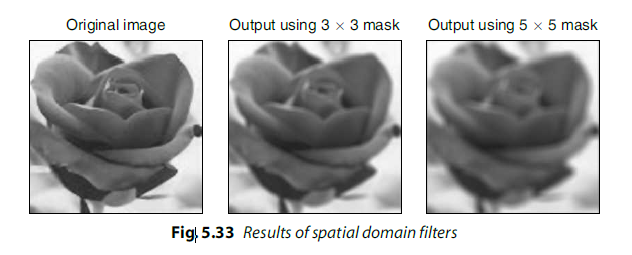 Original image
Output using 3 × 3 mask
Output using 5 × 5 mask
Fig. 5.33 Results of spatial domain filters